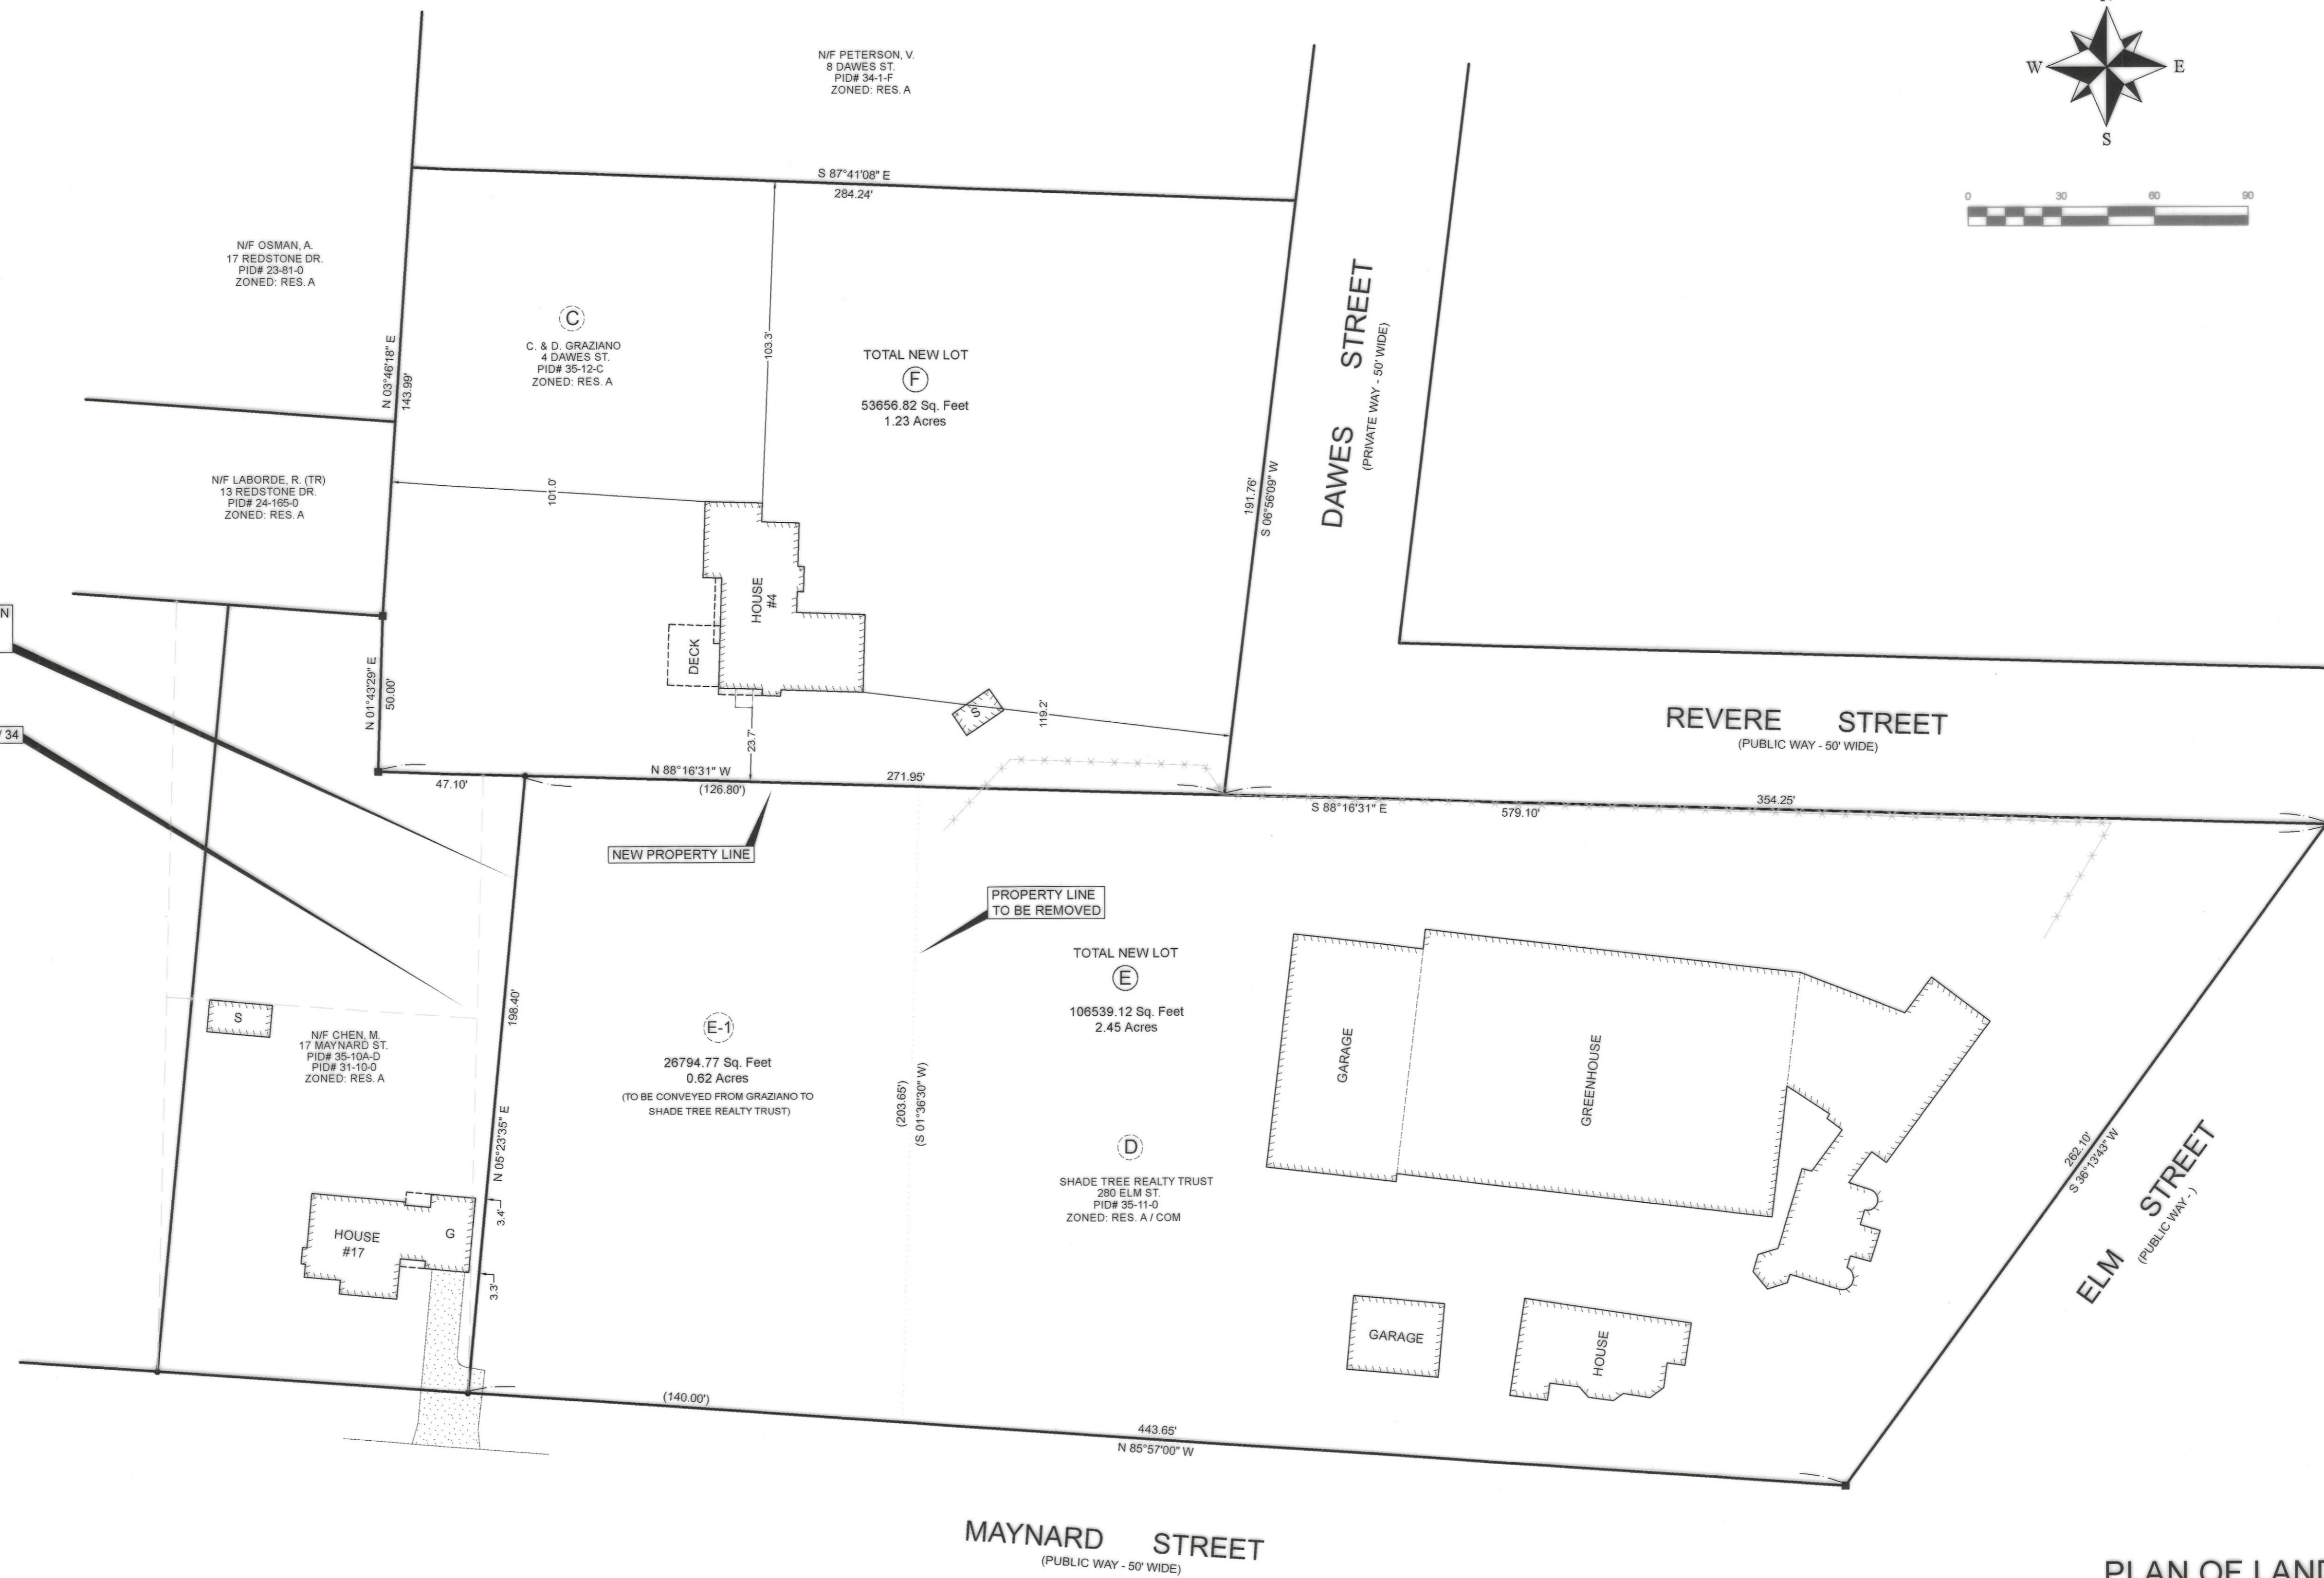 N/F PETERSON, V.
8 DAWES ST.
PID# 34-1-F
ZONED: RES. A
W
E
S
0
30
60
90
S 87°41'08" E
284.24'
N/F OSMAN, A.
17 REDSTONE DR.
PID# 23-81-0
ZONED: RES. A
N 03°46'18" E
143.99'
C
C. & D. GRAZIANO
4 DAWES ST.
PID# 35-12-C
ZONED: RES. A
103.3'
TOTAL NEW LOT
F
53656.82 Sq. Feet
1.23 Acres
DAWES STREET
(PRIVATE WAY - 50' WIDE)
191.76'
S 06°56'09" W
N/F LABORDE, R. (TR)
13 REDSTONE DR.
PID# 24-165-0
ZONED: RES. A
101.0'
HOUSE
#4
DECK
N
/ 34
N 01°43'29" E
50.00'
S
119.2'
23.7'
REVERE STREET
(PUBLIC WAY - 50' WIDE)
47.10'
N 88°16'31" W
(126.80')
271.95'
S 88°16'31" E
579.10'
354.25'
NEW PROPERTY LINE
PROPERTY LINE
TO BE REMOVED
TOTAL NEW LOT
E
106539.12 Sq. Feet
2.45 Acres
198.40'
N 05°23'35" E
S
N/F CHEN, M.
17 MAYNARD ST.
PID# 35-10A-D
PID# 31-10-0
ZONED: RES. A
E-1
26794.77 Sq. Feet
0.62 Acres
(TO BE CONVEYED FROM GRAZIANO TO
SHADE TREE REALTY TRUST)
(203.65')
(S 01°36'30" W)
D
SHADE TREE REALTY TRUST
280 ELM ST.
PID# 35-11-0
ZONED: RES. A / COM
GARAGE
GREENHOUSE
262.10'
S 36°13'43" W
ELM STREET
(PUBLIC WAY - )
HOUSE
#17
G
3.4'
3.3'
GARAGE
HOUSE
(140.00')
443.65'
N 85°57'00" W
MAYNARD STREET
(PUBLIC WAY - 50' WIDE)
PLAN OF LAND